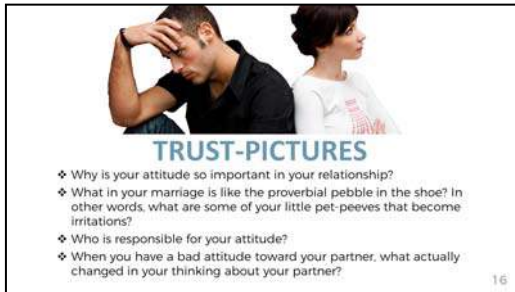 TRUST-PICTURES
❖ Why is your attitude so important in your relationship?
❖ What in your marriage is like the proverbial pebble in the shoe? In
other words, what are some of your little pet-peeves that become
irritations?
❖ Who is responsible for your attitude?
❖ When you have a bad attitude toward your partner, what actually
changed in your thinking about your partner?
16